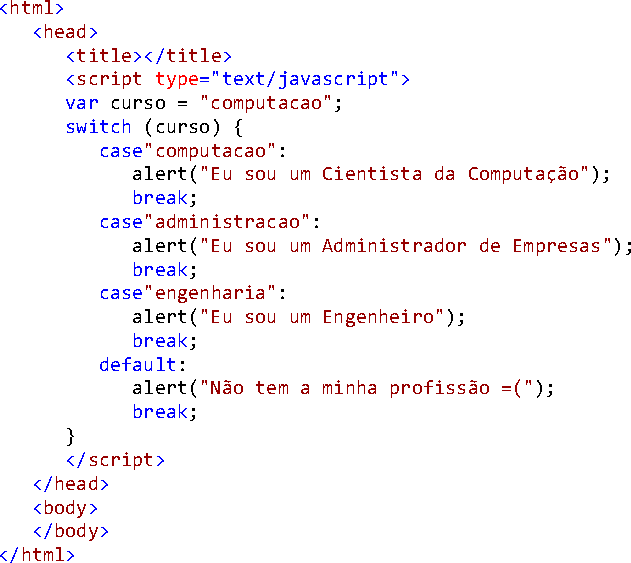 <html>
<head>
<title></title>
<script type="text/javascript">
var curso = "computacao";
switch (curso) {
case"computacao":
alert("Eu sou um Cientista da Computação");
break;
case"administracao":
alert("Eu sou um Administrador de Empresas");
break;
case"engenharia":
alert("Eu sou um Engenheiro");
break;
default:
alert("Não tem a minha profissão =(");
break;
}
</script>
</head>
<body>
</body>
</html>